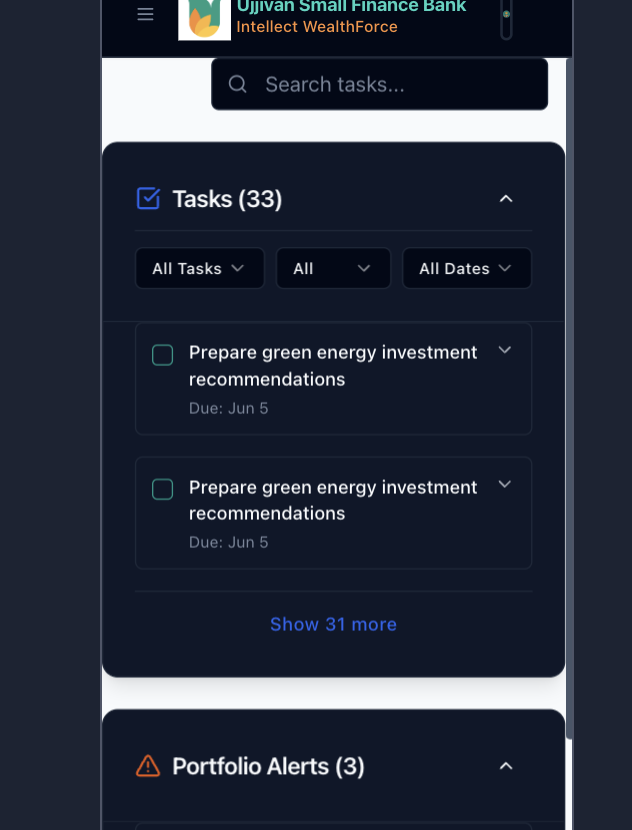 Ujjivan Small Finance Bank
Intellect WealthForce
Search tasks...
Tasks (33)
All Tasks
All
All Dates
Prepare green energy investment
recommendations
Due: Jun 5
Prepare green energy investment
recommendations
Due: Jun 5
Show 31 more
Portfolio Alerts (3)